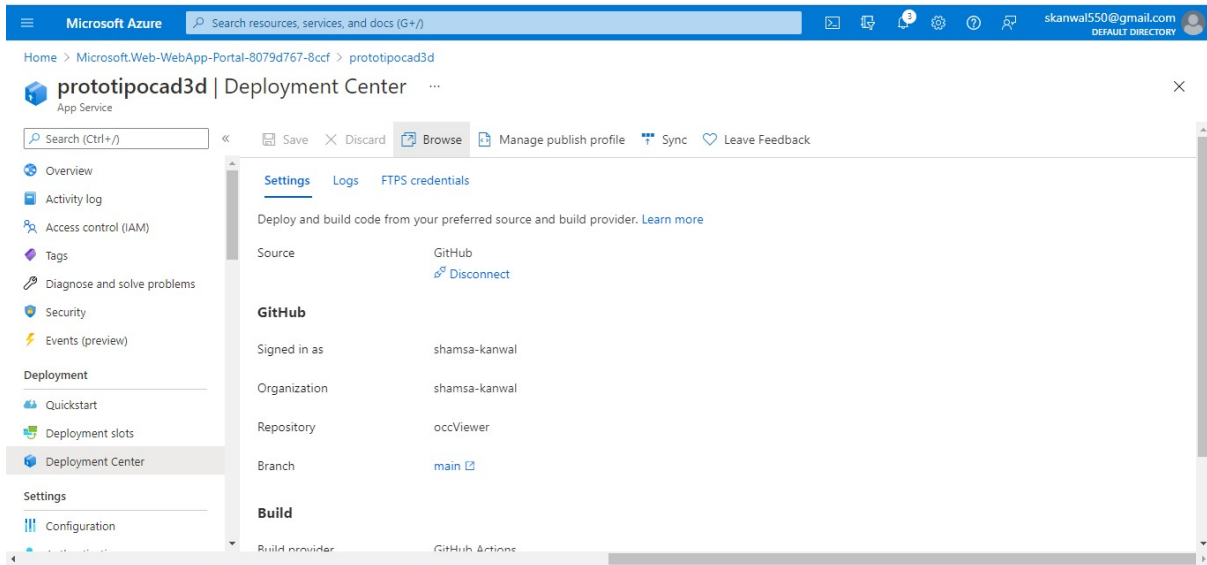 Microsoft Azure
Search resources, services, and docs (G+/)
3
skanwal550@gmail.com
DEFAULT DIRECTORY
Home > Microsoft.Web-WebApp-Portal-8079d767-8ccf > prototipocad3d
prototipocad3d | Deployment Center ...
App Service
Search (Ctrl+/)
«
Save
Discard
Browse
Manage publish profile
Sync
Leave Feedback
Overview
Activity log
Access control (IAM)
Tags
Diagnose and solve problems
Security
Events (preview)
Deployment
Quickstart
Deployment slots
Deployment Center
Settings
Configuration
Settings
Logs
FTPS credentials
Deploy and build code from your preferred source and build provider. Learn more
Source
GitHub
Disconnect
GitHub
Signed in as
shamsa-kanwal
Organization
shamsa-kanwal
Repository
occViewer
Branch
main
Build
Build provider
GitHub Actions